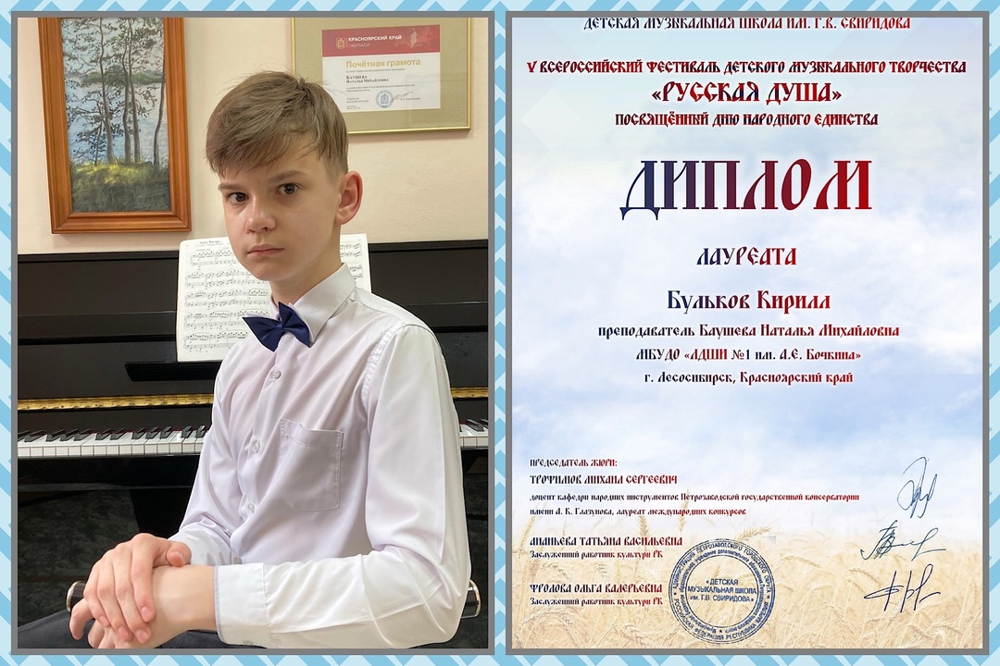 КРАСНОЯРСКИЙ КРАЙ
ГУБЕРНАТОР
Почётная грамота
БАУШЕВА
НАТАЛЬЯ МИХАЙЛОВНА
ДЕТСКАЯ МУЗЫКАЛЬНАЯ ШКОЛА ИМ. Г.В. СВИРИДОВА
V ВСЕРОССИЙСКИЙ ФЕСТИВАЛЬ ДЕТСКОГО МУЗЫКАЛЬНОГО ТВОРЧЕСТВА
«РУССКАЯ ДУША»
ПОСВЯЩЁННЫЙ ДНЮ НАРОДНОГО ЕДИНСТВА
ДИПЛОМ
ЛАУРЕАТА
Бульков Кирилл
преподаватель Баушева Наталья Михайловна
МБУДО «ЛДШИ №1 им. А.Е. Бочкина»
г. Лесосибирск, Красноярский край
ПРЕДСЕДАТЕЛЬ ЖЮРИ:
ТРОФИМОВ МИХАИЛ СЕРГЕЕВИЧ
доцент кафедры народных инструментов Петрозаводской государственной консерватории
имени А. К. Глазунова, лауреат международных конкурсов
АНАНЬЕВА ТАТЬЯНА ВАСИЛЬЕВНА
Заслуженный работник культуры РК
ФРОЛОВА ОЛЬГА ВАЛЕРЬЕВНА
Заслуженный работник культуры РК
«ДЕТСКАЯ
МУЗЫКАЛЬНАЯ ШКОЛА
ИМ. Г.В. СВИРИДОВА»